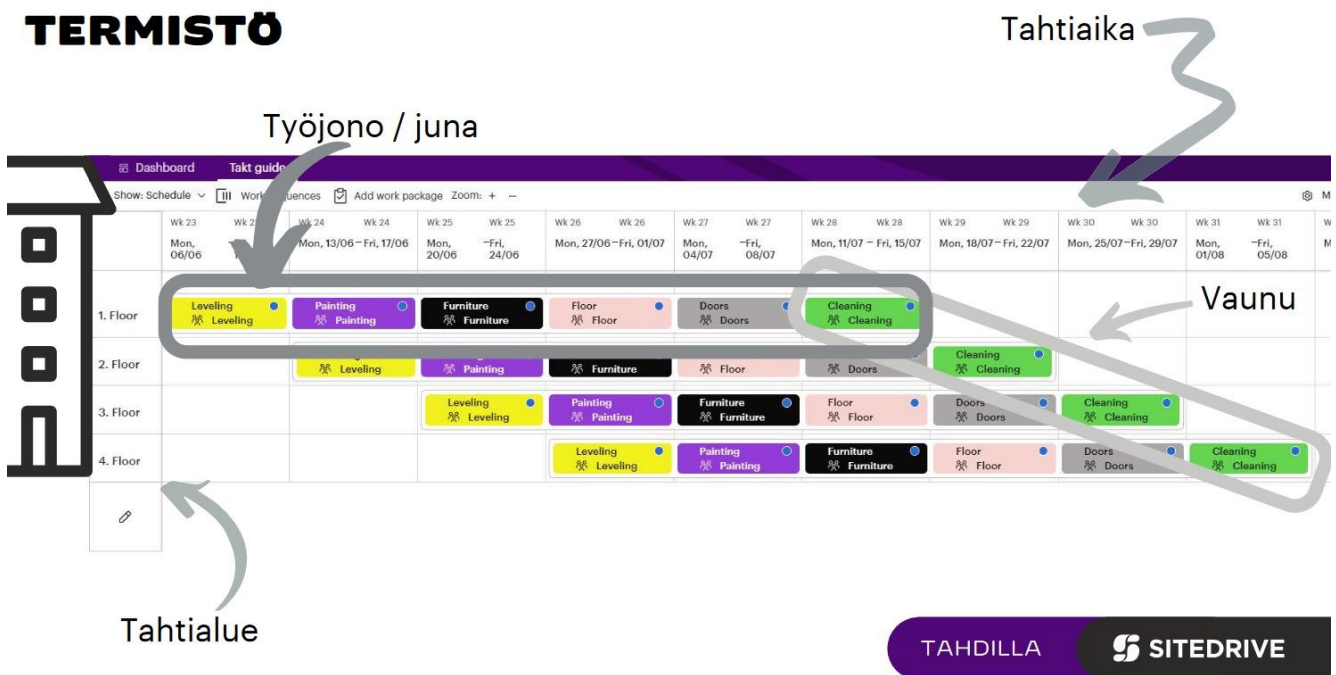 TERMISTÖ
Tahtiaika
Työjono / juna
Dashboard Takt guide
Show: Schedule Work Add work package Zoom: + −
Wk 23 Wk 24 Wk 24 Wk 25 Wk 25 Wk 26 Wk 26 Wk 27 Wk 27 Wk 28 Wk 28 Wk 29 Wk 29 Wk 30 Wk 30 Wk 31 Wk 31
Mon, 06/06 Mon, 13/06 – Fri, 17/06 Mon, 20/06 –Fri, 24/06 Mon, 27/06–Fri, 01/07 Mon, 04/07 –Fri, 08/07 Mon, 11/07 – Fri, 15/07 Mon, 18/07–Fri, 22/07 Mon, 25/07–Fri, 29/07 Mon, 01/08 –Fri, 05/08
Vaunu
1. Floor
Leveling Painting Furniture Floor Doors Cleaning
Leveling Painting Furniture Floor Doors Cleaning
2. Floor
Cleaning
Leveling Painting Furniture Floor Doors Cleaning
3. Floor
Leveling Painting Furniture Floor Doors Cleaning
Leveling Painting Furniture Floor Doors Cleaning
4. Floor
Leveling Painting Furniture Floor Doors Cleaning
Leveling Painting Furniture Floor Doors Cleaning
Tahtialue
TAHDILLA SITEDRIVE